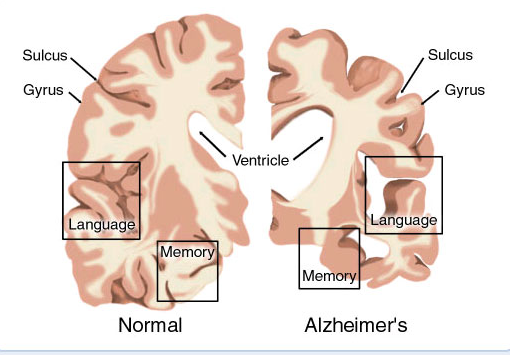 Sulcus
Gyrus
Sulcus
Gyrus
Ventricle
Language
Language
Memory
Memory
Normal
Alzheimer's